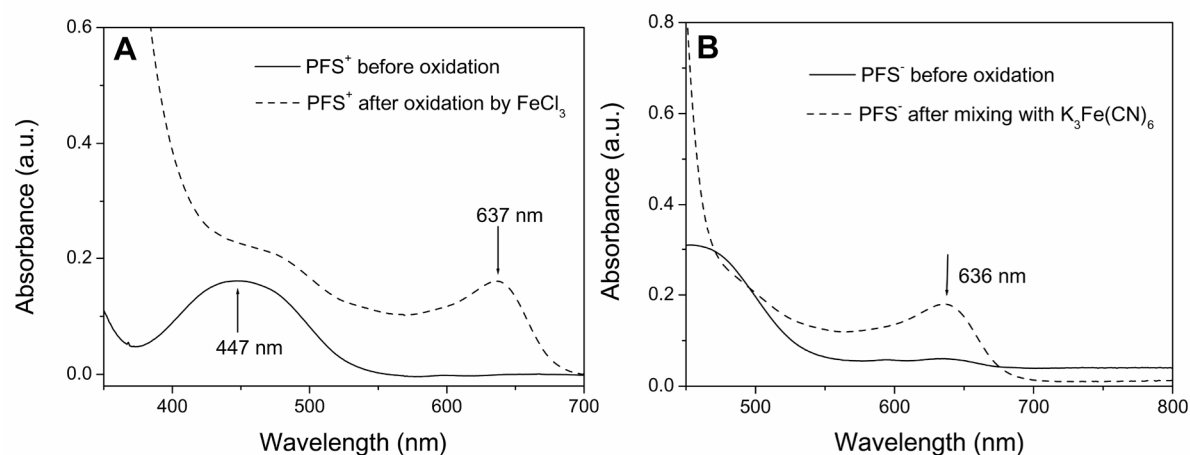 A
PFS⁺ before oxidation
PFS⁺ after oxidation by FeCl₃
637 nm
447 nm
0.6
0.4
0.2
0.0
Absorbance (a.u.)
400
500
600
700
Wavelength (nm)
B
PFS⁻ before oxidation
PFS⁻ after mixing with K₃Fe(CN)₆
636 nm
0.8
0.6
0.4
0.2
0.0
Absorbance (a.u.)
500
600
700
800
Wavelength (nm)